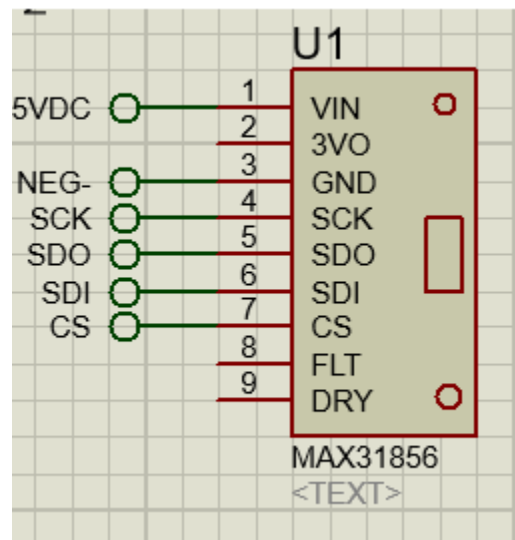 U1
5VDC 1 VIN
2 3VO
NEG- 3 GND
SCK 4 SCK
SDO 5 SDO
SDI 6 SDI
CS 7 CS
8 FLT
9 DRY
MAX31856
<TEXT>